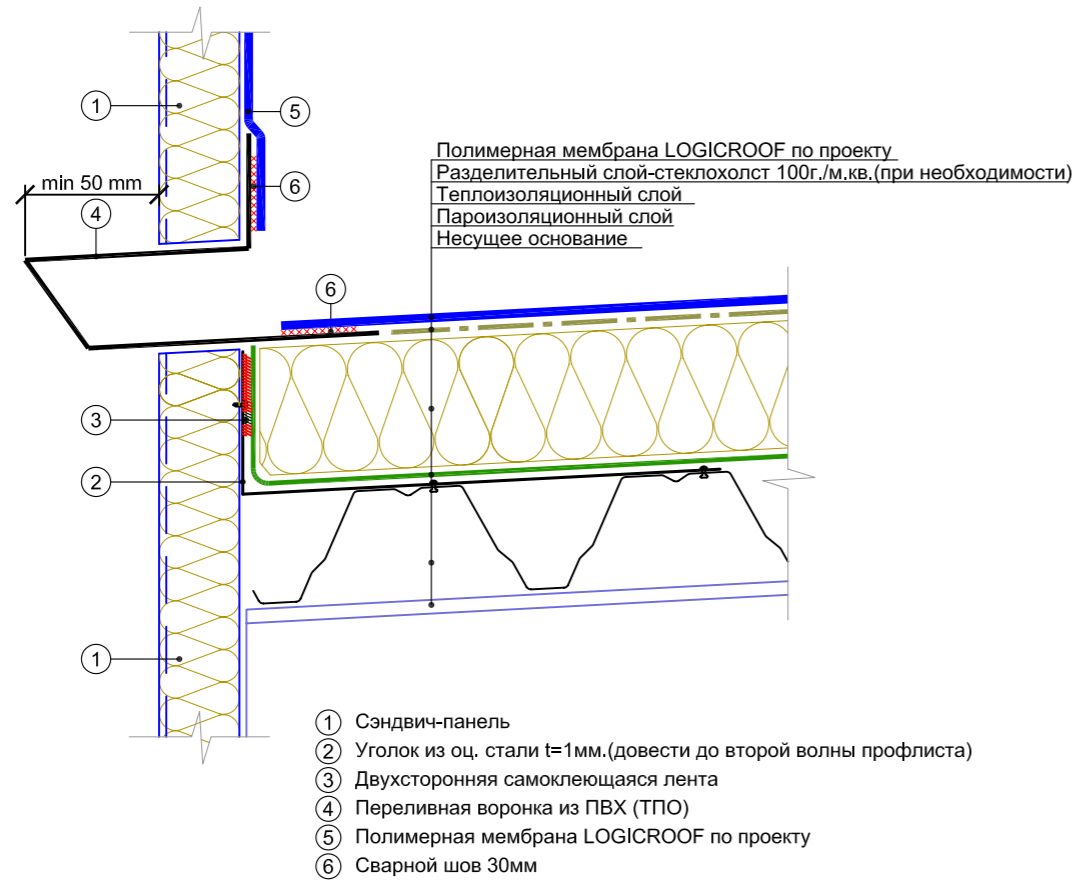 1
5
Полимерная мембрана LOGICROOF по проекту
Разделительный слой-стеклохолст 100г./м.кв.(при необходимости)
6
min 50 mm
Теплоизоляционный слой
4
Пароизоляционный слой
Несущее основание
6
3
2
1
1 Сэндвич-панель
2 Уголок из оц. стали t=1мм.(довести до второй волны профлиста)
3 Двухсторонняя самоклеющаяся лента
4 Переливная воронка из ПВХ (ТПО)
5 Полимерная мембрана LOGICROOF по проекту
6 Сварной шов 30мм